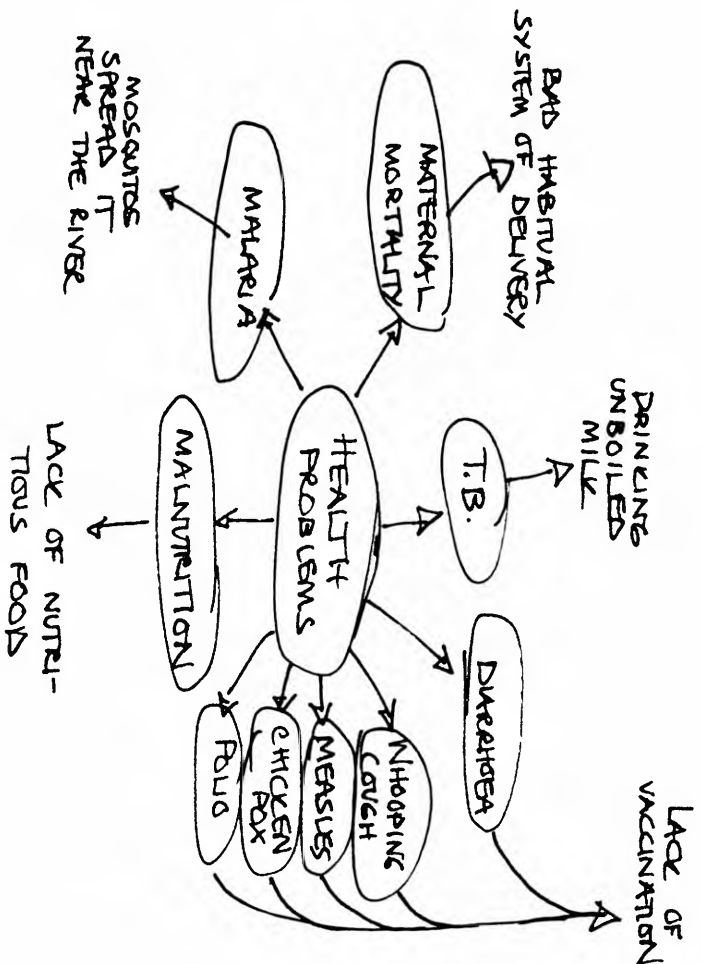 BAD HABITUAL
SYSTEM OF DELIVERY
DRINKING
UNBOILED
MILK
LACK OF
VACCINATION
MATERNAL
MORTALITY
T.B.
DIARRHOEA
MALARIA
HEALTH
PROBLEMS
WHOOPING
COUGH
MEASLES
CHICKEN
POX
POLIO
MALNUTRITION
MOSQUITOS
SPREAD IT
NEAR THE RIVER
LACK OF NUTRI-
TIOUS FOOD